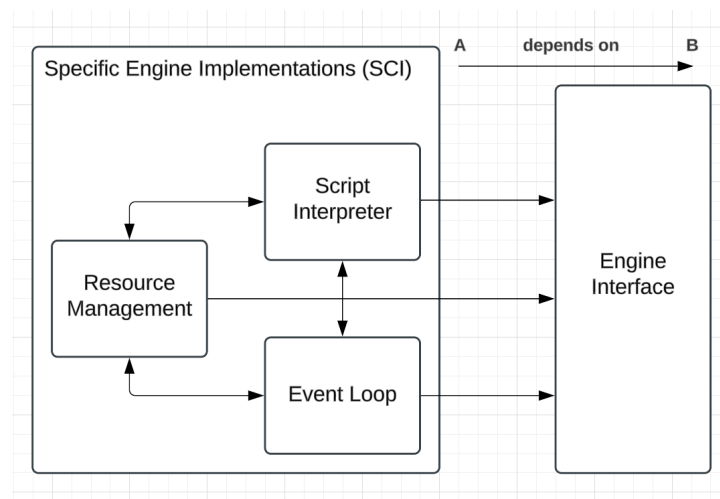 A depends on B
Specific Engine Implementations (SCI)
Script
Interpreter
Resource
Management
Event Loop
Engine
Interface